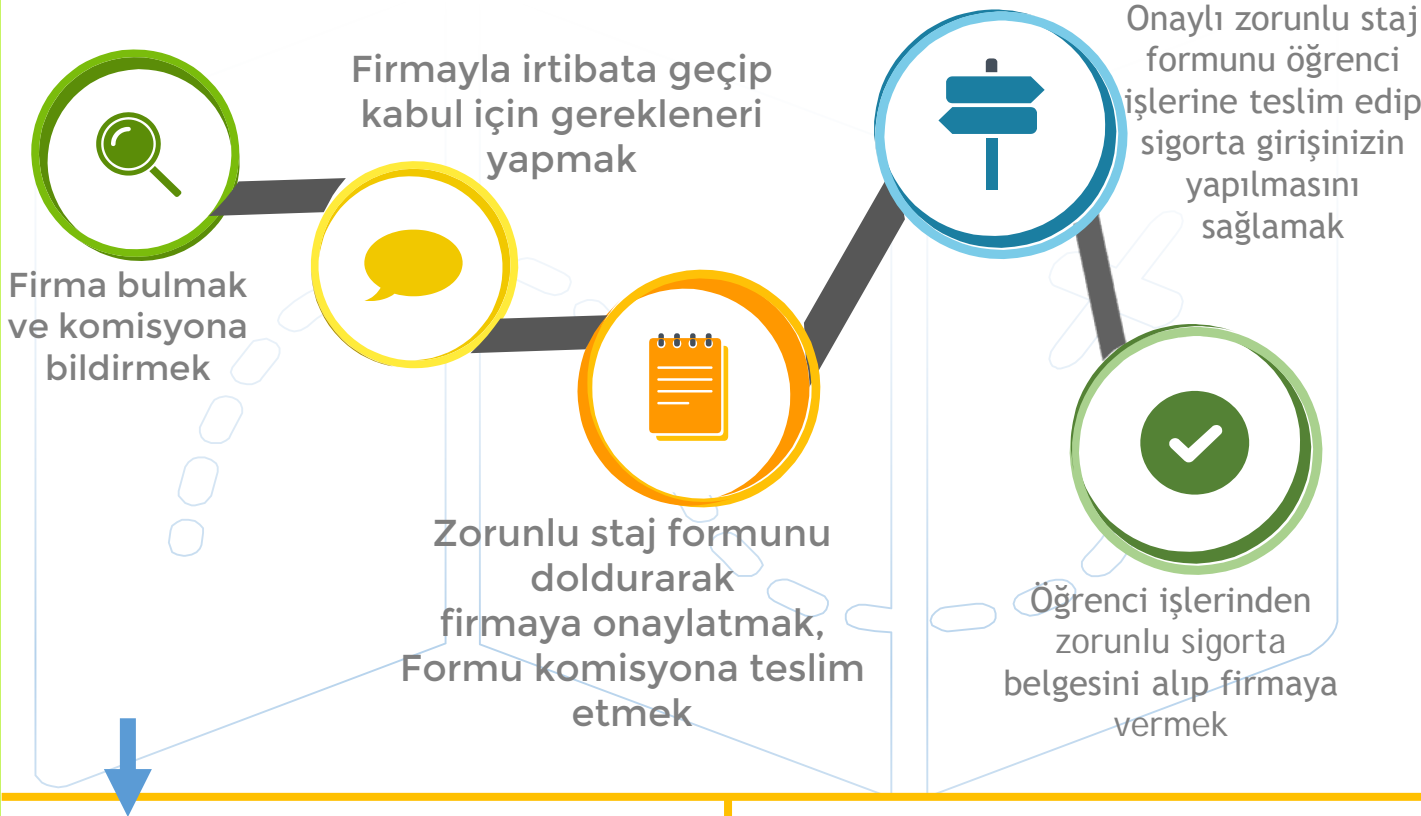 Firma bulmak
ve komisyona
bildirmek
Firmayla irtibata geçip
kabul için gerekleneri
yapmak
Zorunlu staj formunu
doldurarak
firmaya onaylatmak,
Formu komisyona teslim
etmek
Onaylı zorunlu staj
formunu öğrenci
işlerine teslim edip
sigorta girişinizin
yapılmasını
sağlamak
Öğrenci işlerinden
zorunlu sigorta
belgesini alıp firmaya
vermek